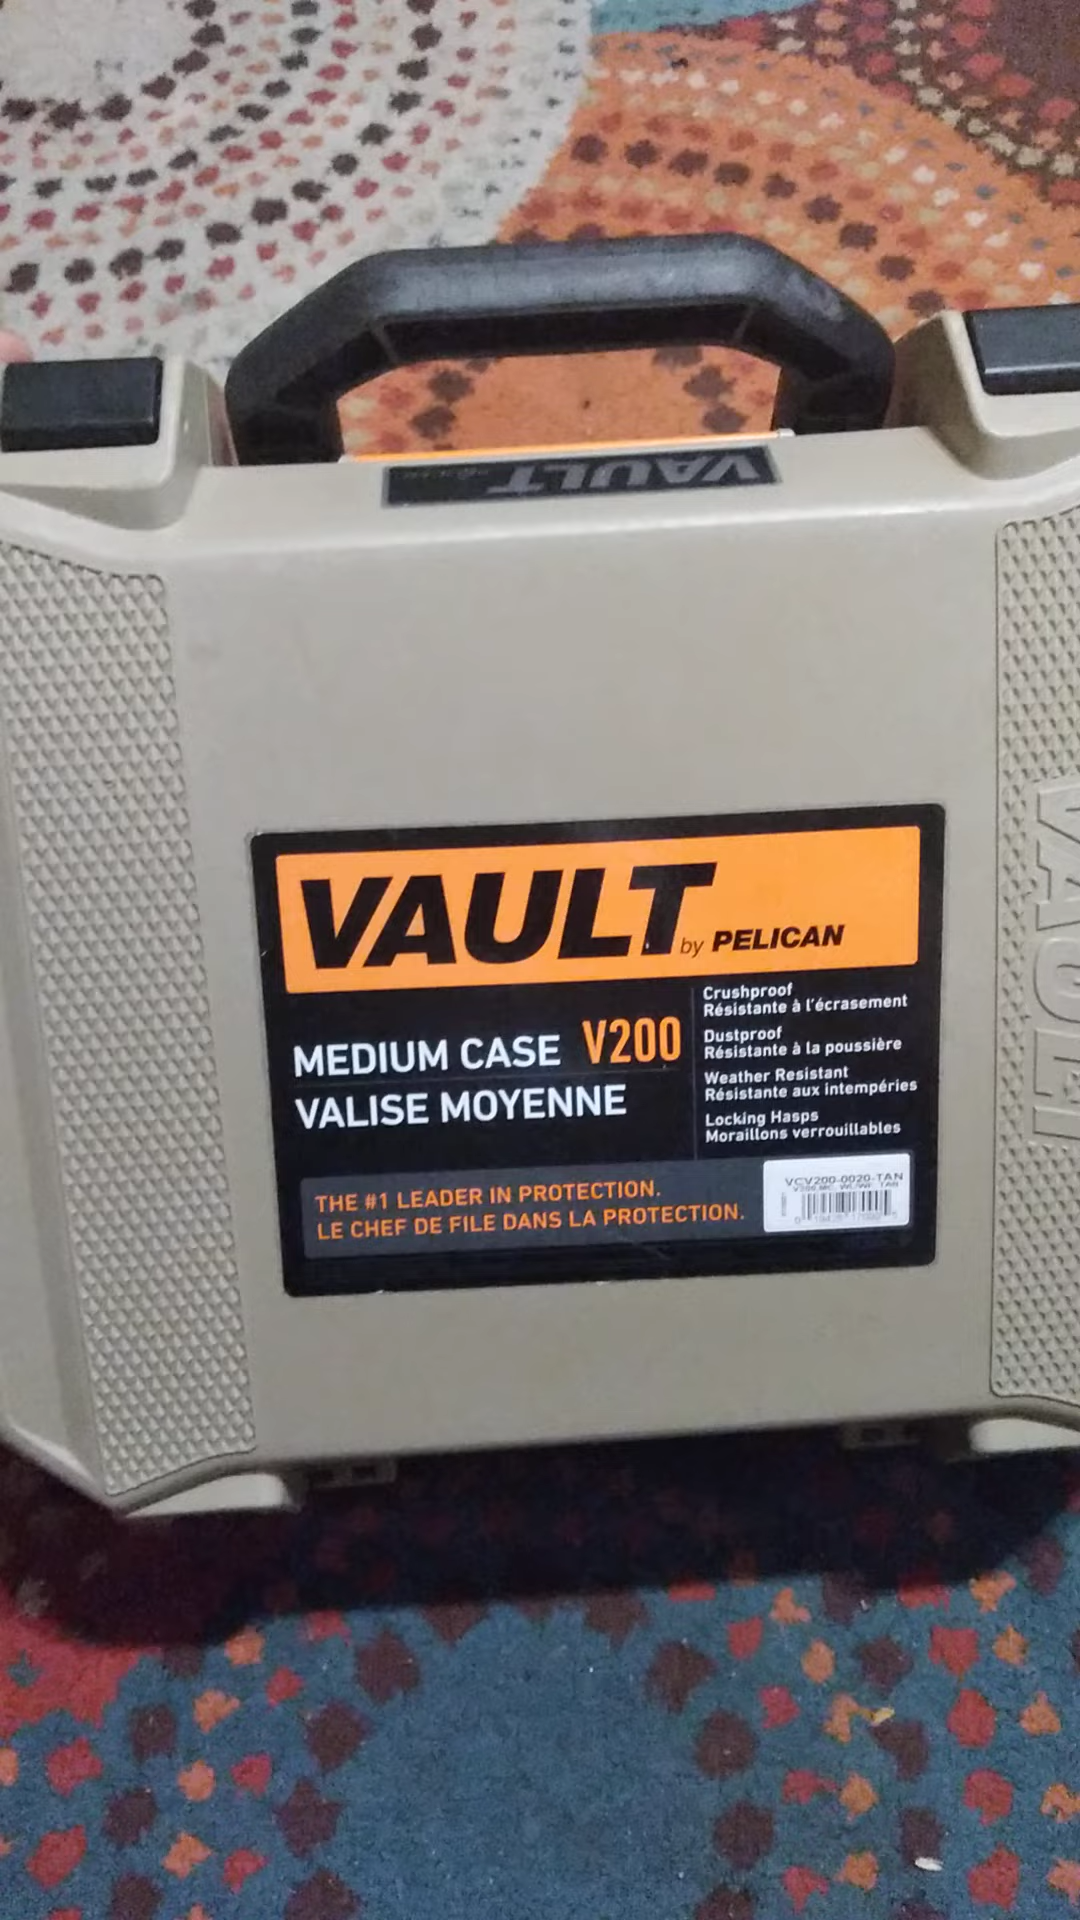 VAULT
VAULT by PELICAN
MEDIUM CASE V200
VALISE MOYENNE
Crushproof
Résistante à l'écrasement
Dustproof
Résistante à la poussière
Weather Resistant
Résistante aux intempéries
Locking Hasps
Moraillons verrouillables
THE #1 LEADER IN PROTECTION.
LE CHEF DE FILE DANS LA PROTECTION.
VCV200-0020-TAN
VAULT